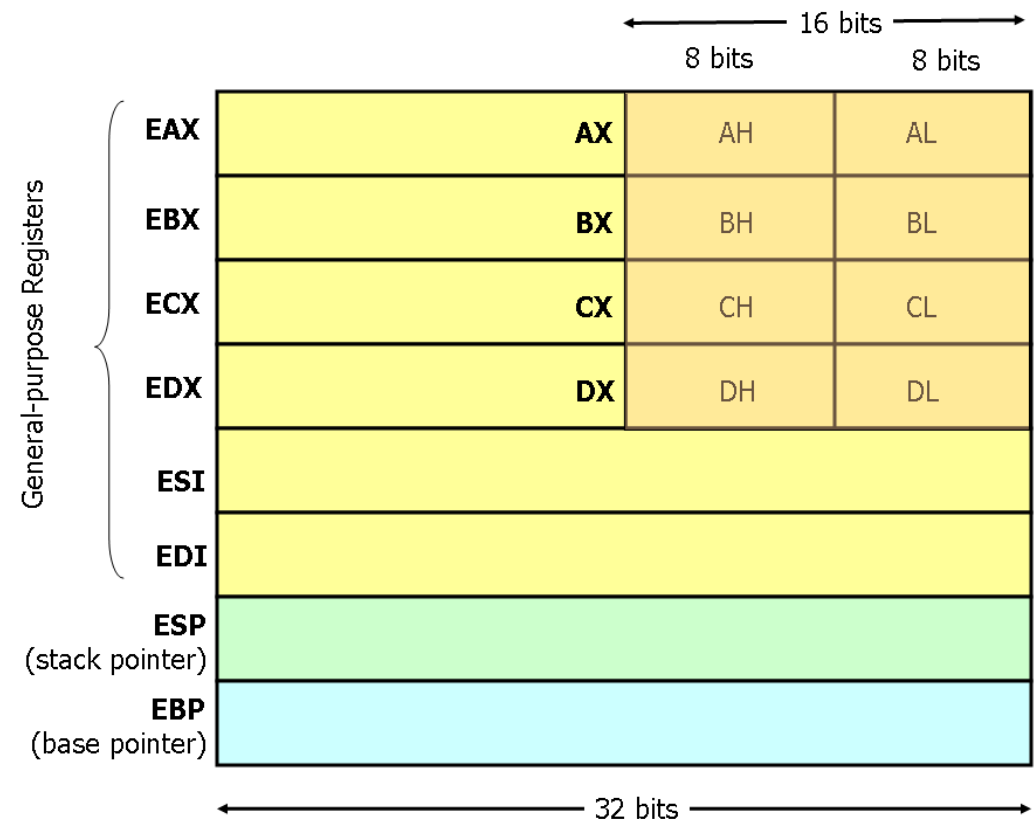 16 bits
8 bits 8 bits
General-purpose Registers
EAX AX AH AL
EBX BX BH BL
ECX CX CH CL
EDX DX DH DL
ESI
EDI
ESP
(stack pointer)
EBP
(base pointer)
32 bits